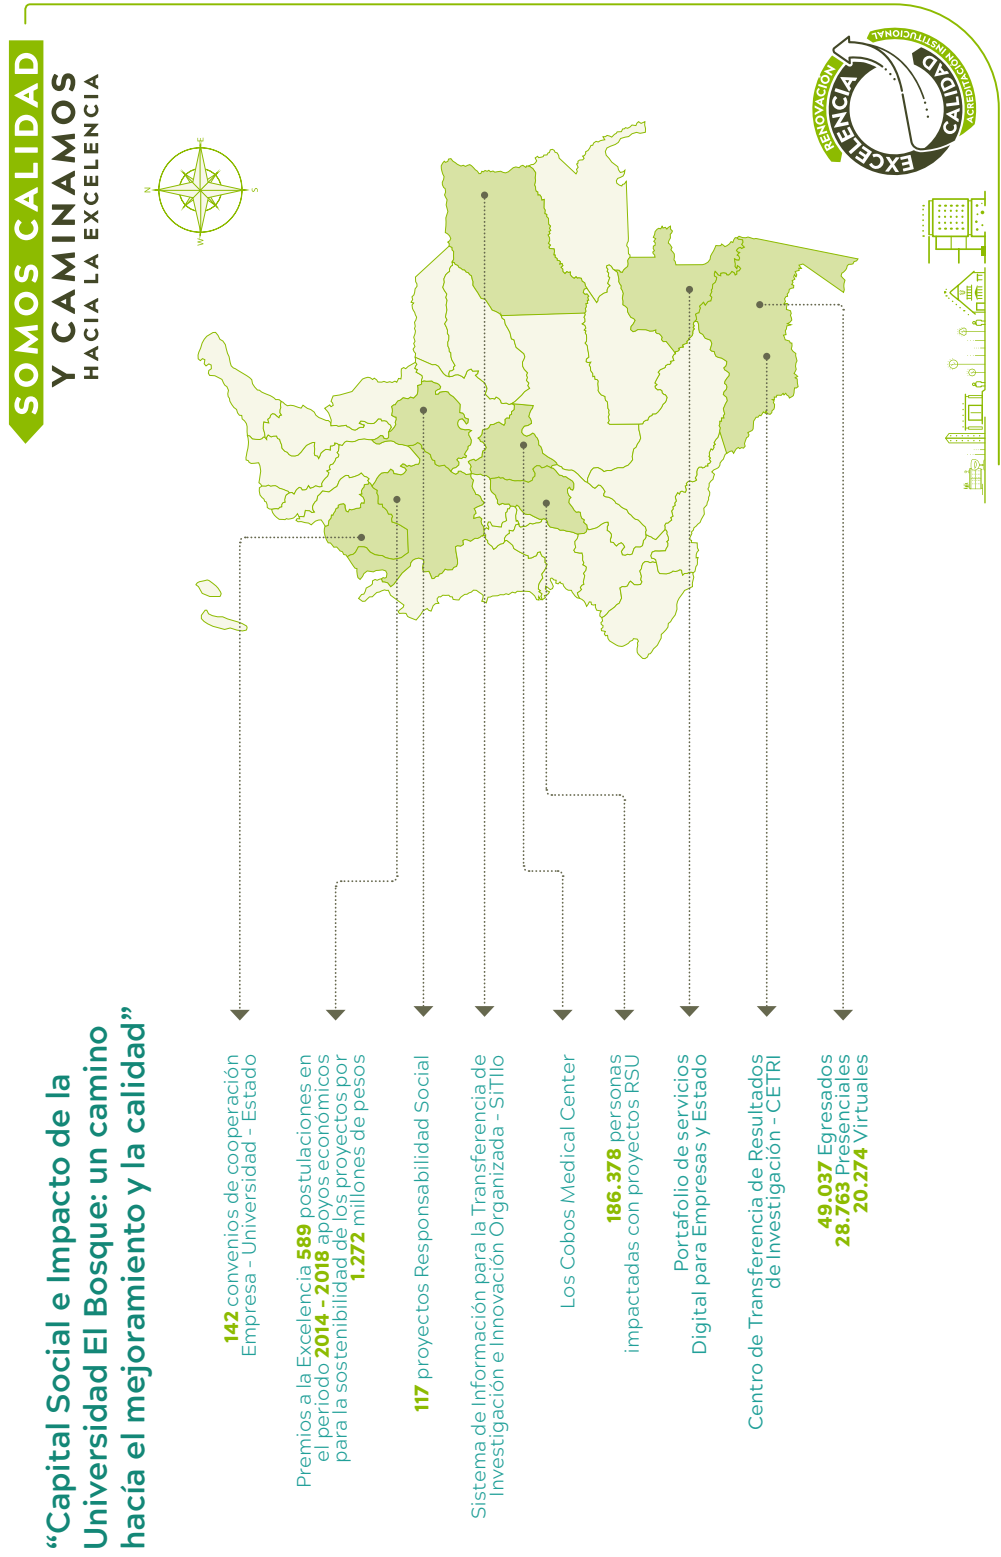 “Capital Social e Impacto de la
Universidad El Bosque: un camino
hacía el mejoramiento y la calidad”
SOMOS CALIDAD
Y CAMINAMOS
HACIA LA EXCELENCIA
142 convenios de cooperación
Empresa - Universidad - Estado
Premios a la Excelencia 589 postulaciones en
el periodo 2014 - 2018 apoyos económicos
para la sostenibilidad de los proyectos por
1.272 millones de pesos
117 proyectos Responsabilidad Social
Sistema de Información para la Transferencia de
Investigación e Innovación Organizada - SiTIIo
Los Cobos Medical Center
186.378 personas
impactadas con proyectos RSU
Portafolio de servicios
Digital para Empresas y Estado
Centro de Transferencia de Resultados
de Investigación - CETRI
49.037 Egresados
28.763 Presenciales
20.274 Virtuales
N
E
S
W
RENOVACIÓN
ACREDITACIÓN INSTITUCIONAL
EXCELENCIA
CALIDAD